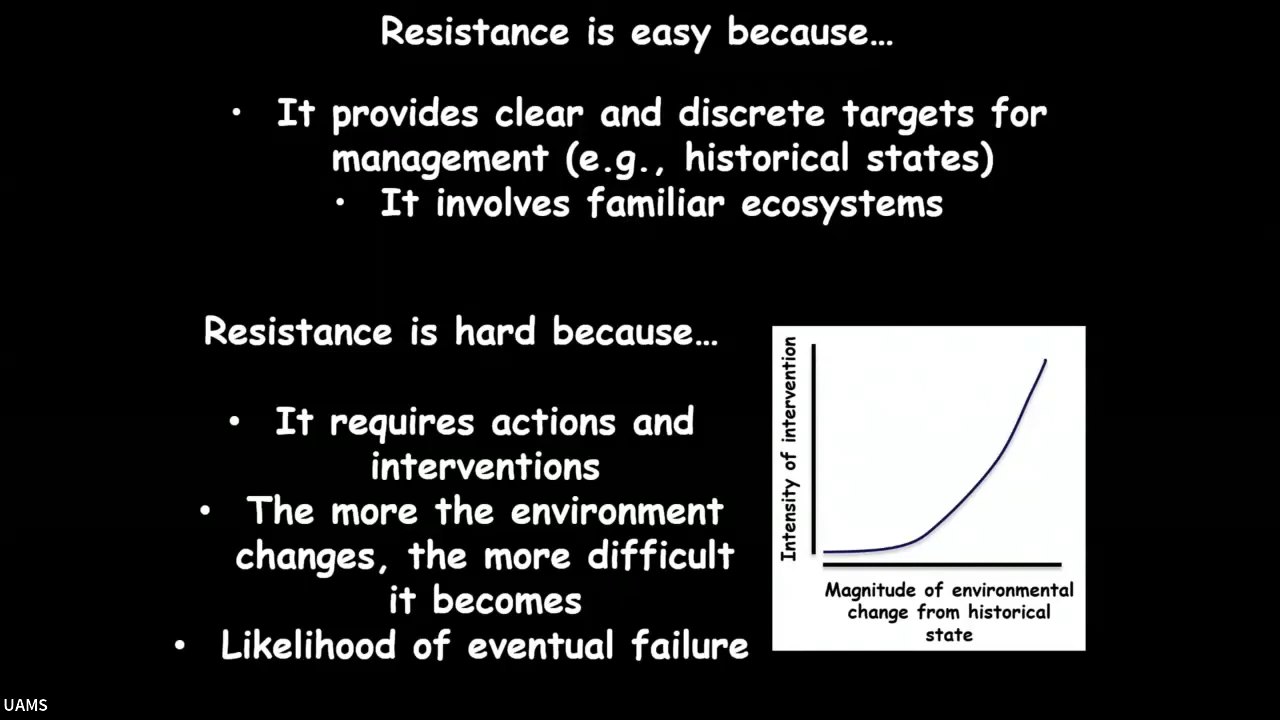 Resistance is easy because…
• It provides clear and discrete targets for
management (e.g., historical states)
• It involves familiar ecosystems
Resistance is hard because…
• It requires actions and
interventions
• The more the environment
changes, the more difficult
it becomes
• Likelihood of eventual failure
Intensity of intervention
Magnitude of environmental
change from historical
state
UAMS